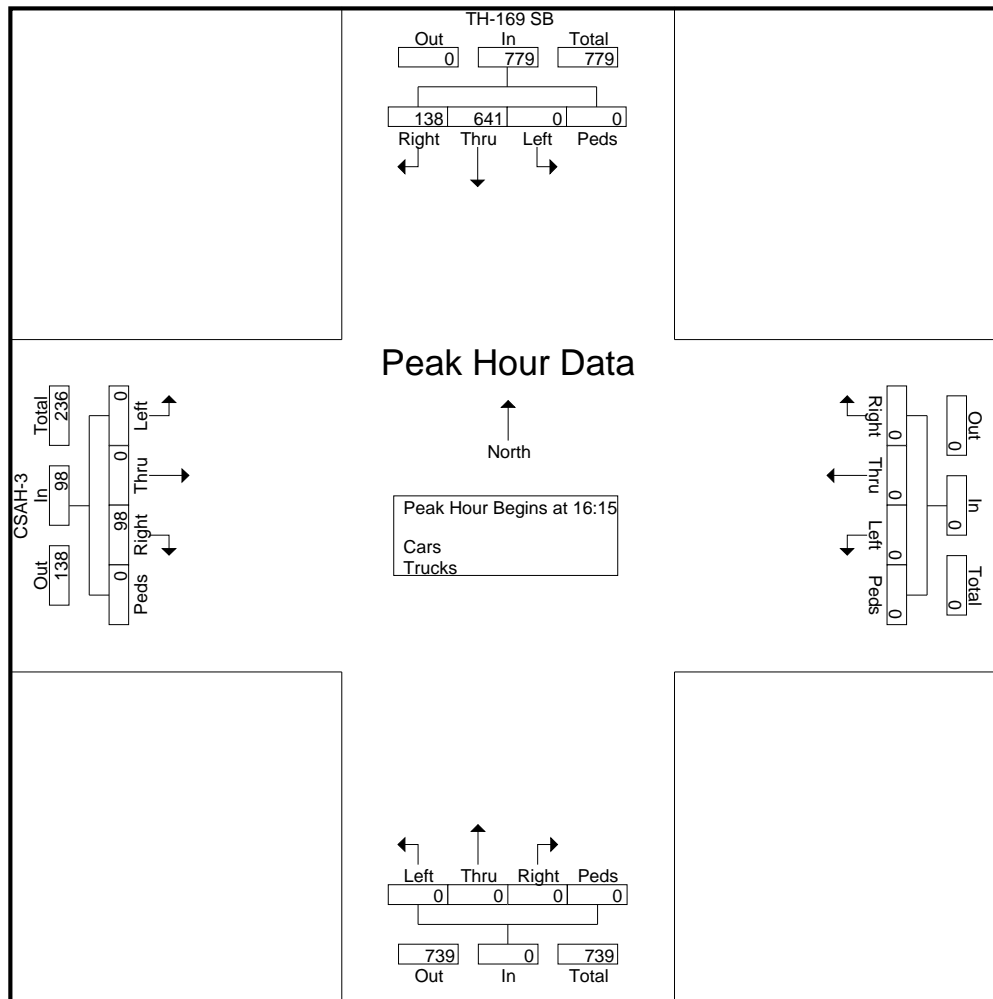 TH-169 SB
Out In Total
0 779 779
138 641 0 0
Right Thru Left Peds
Peak Hour Data
North
Peak Hour Begins at 16:15
Cars
Trucks
CSAH-3
Total In Out
236 98 138
0 0 98 0
Left Thru Right Peds
Out In Total
0 0 0
0 0 0 0
Right Thru Left Peds
Left Thru Right Peds
0 0 0 0
739 0 739
Out In Total